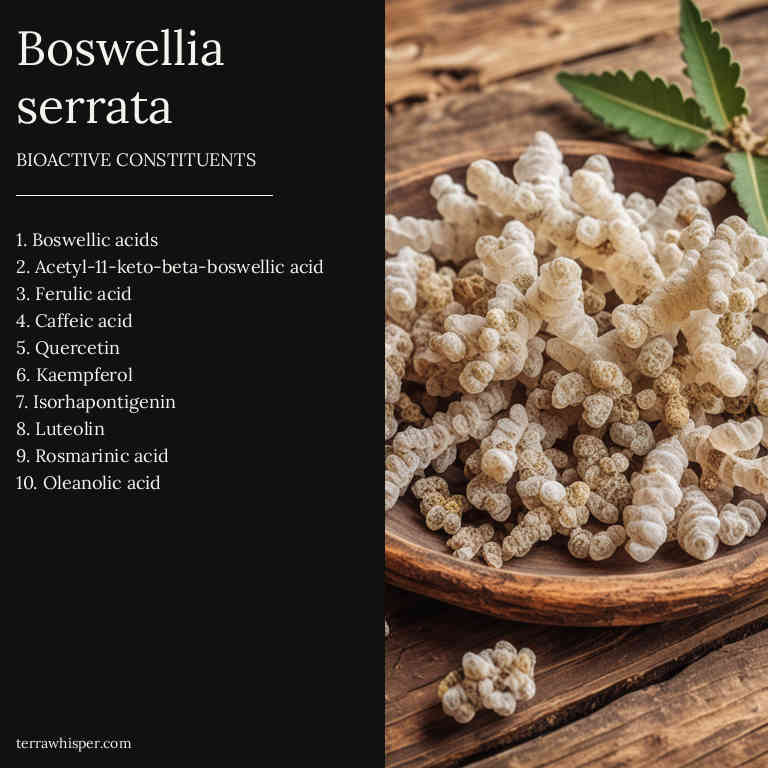 Boswellia
serrata
BIOACTIVE CONSTITUENTS
1. Boswellic acids
2. Acetyl-11-keto-beta-boswellic acid
3. Ferulic acid
4. Caffeic acid
5. Quercetin
6. Kaempferol
7. Isorhapontigenin
8. Luteolin
9. Rosmarinic acid
10. Oleanolic acid
terrawhisper.com